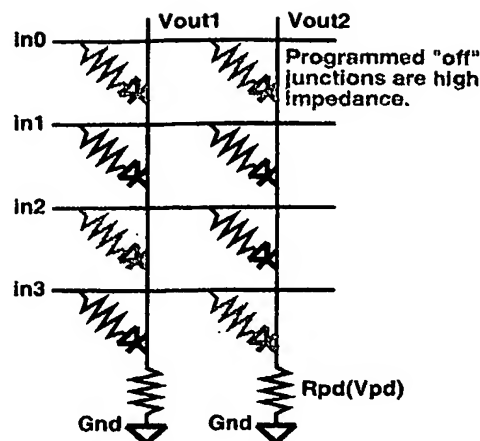 Vout1 Vout2
in0
Programmed "off"
junctions are high
impedance.
in1
in2
in3
Rpd(Vpd)
Gnd Gnd